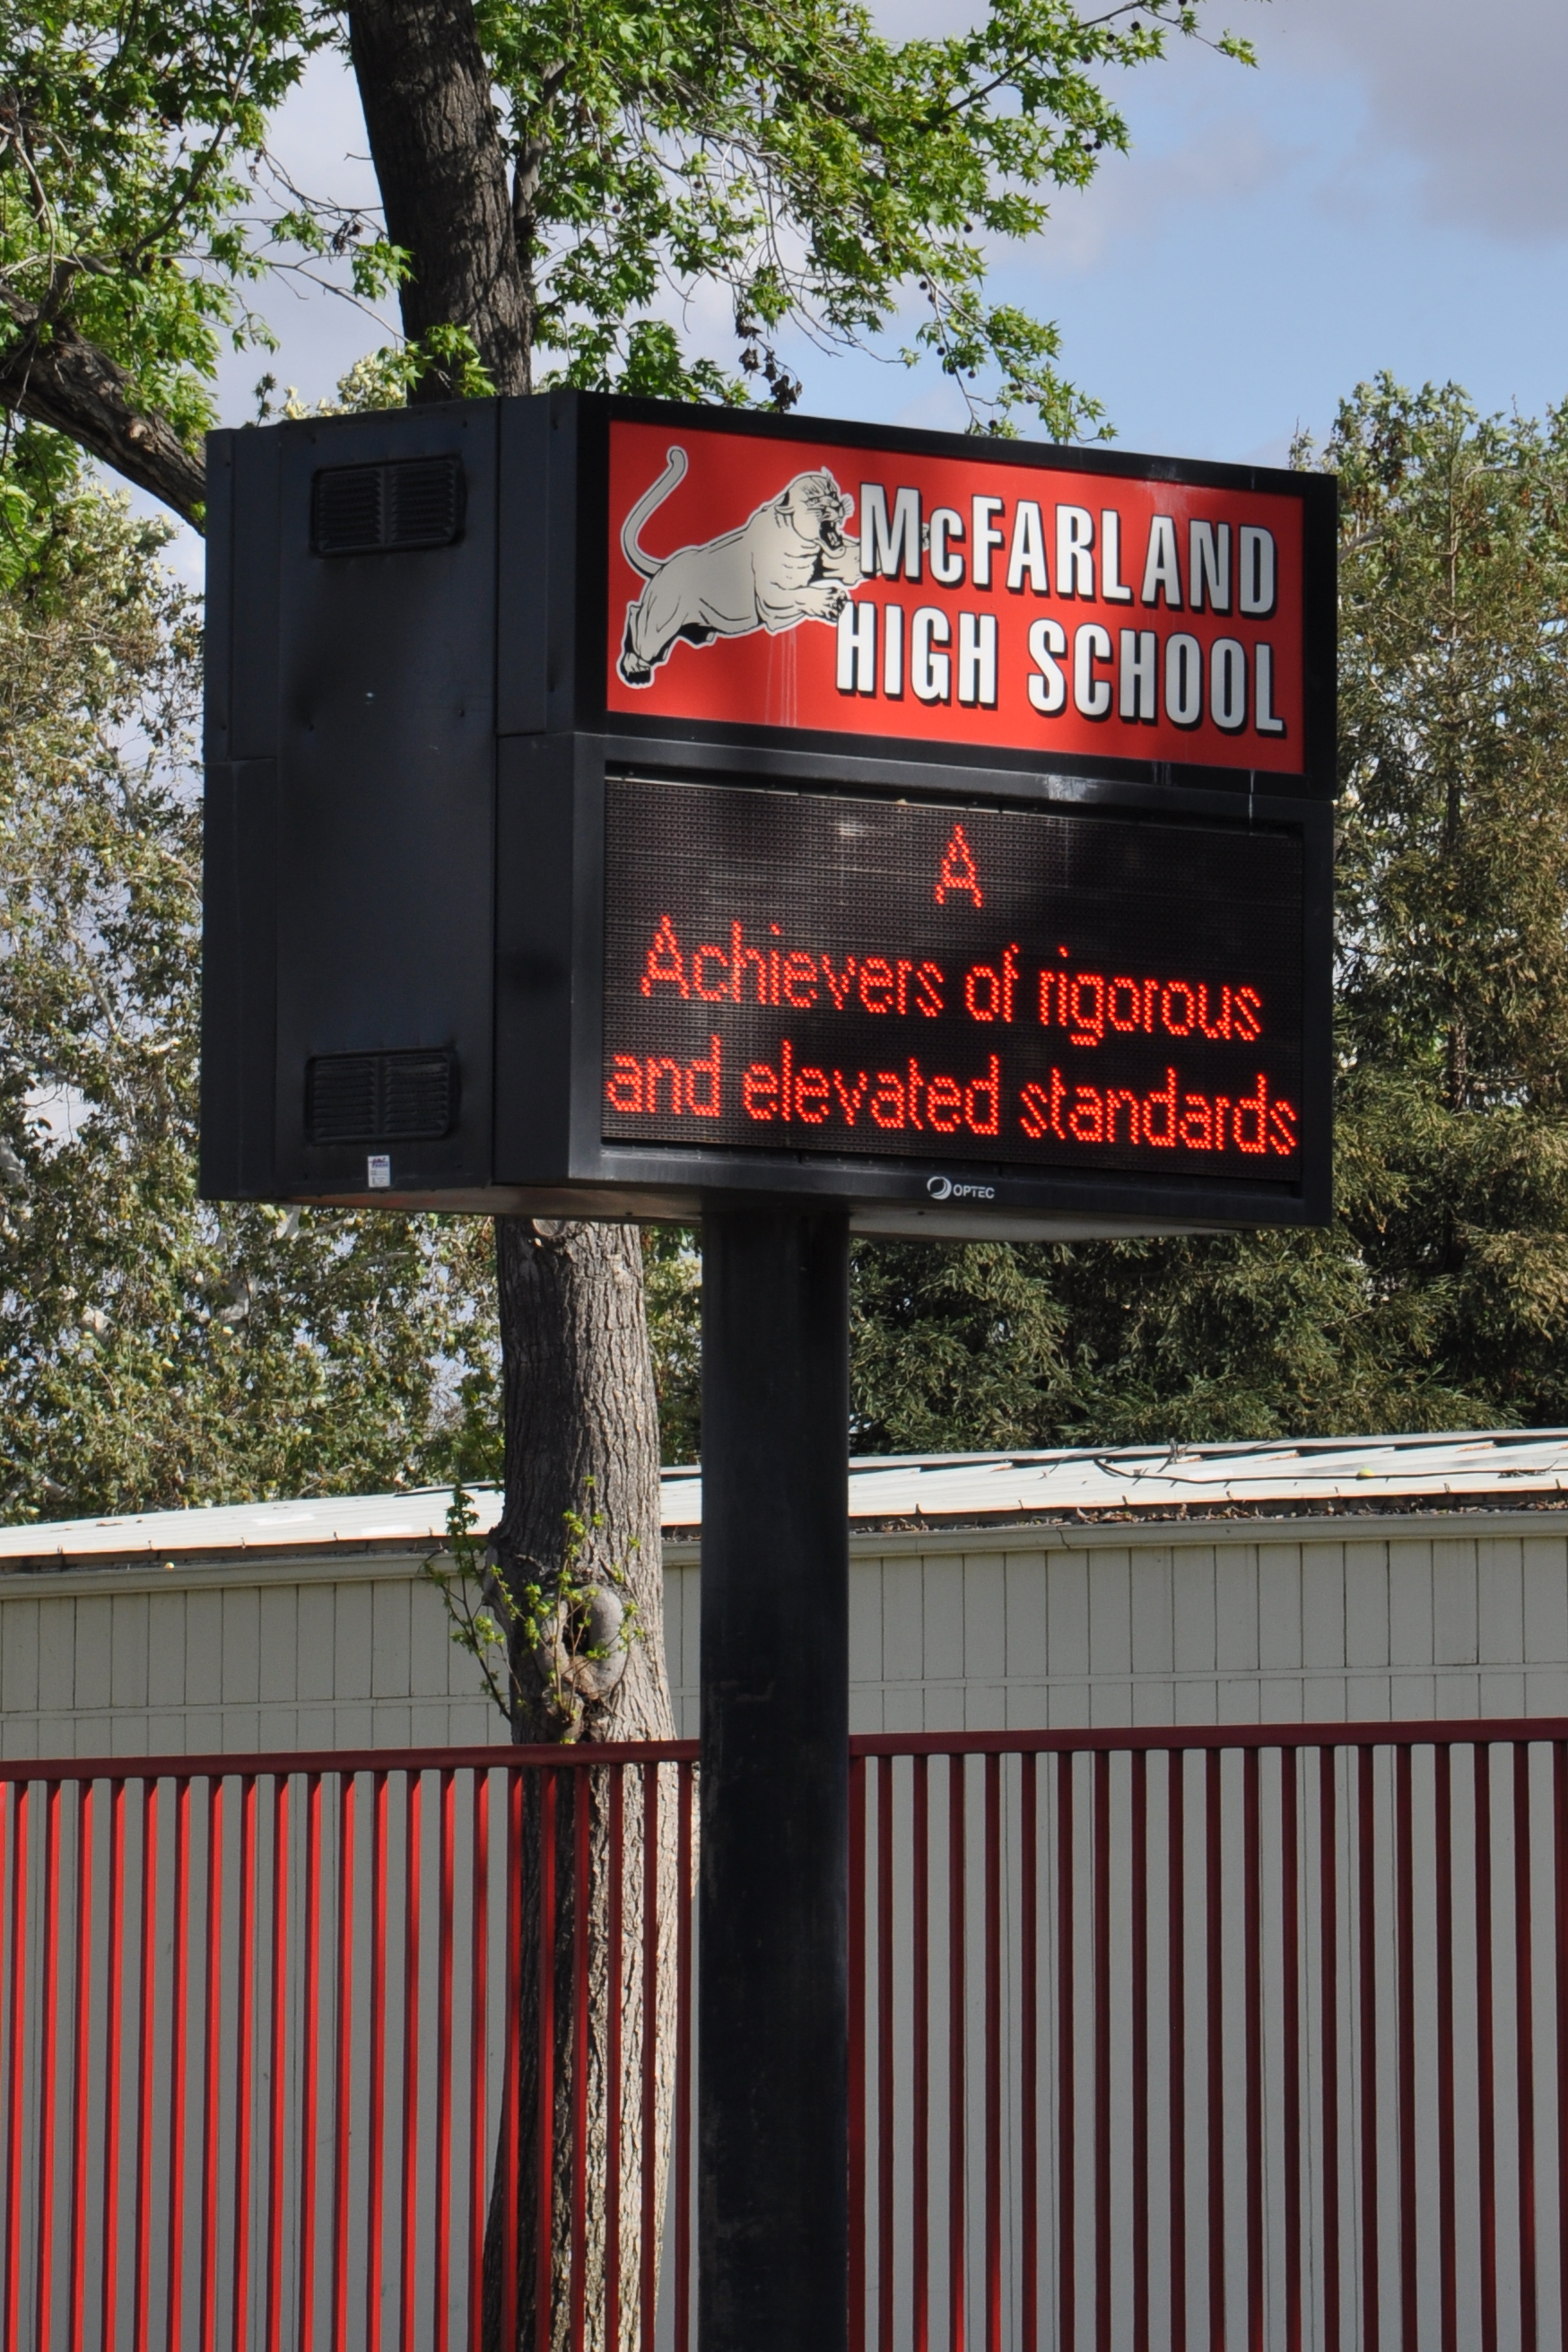 McFARLAND
HIGH SCHOOL
A
Achievers of rigorous
and elevated standards
OPTEC